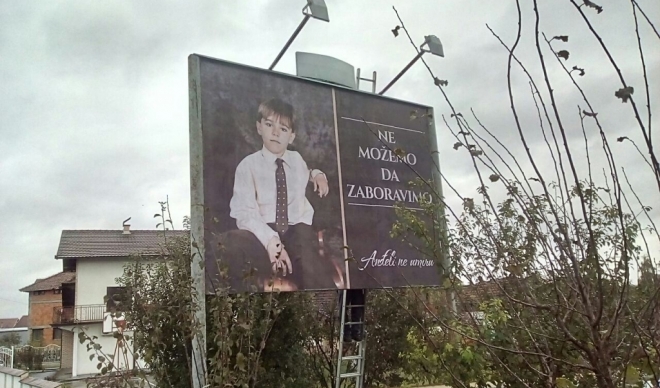 NE
MOŽEMO
DA
ZABORAVIMO
Anđeli ne umiru